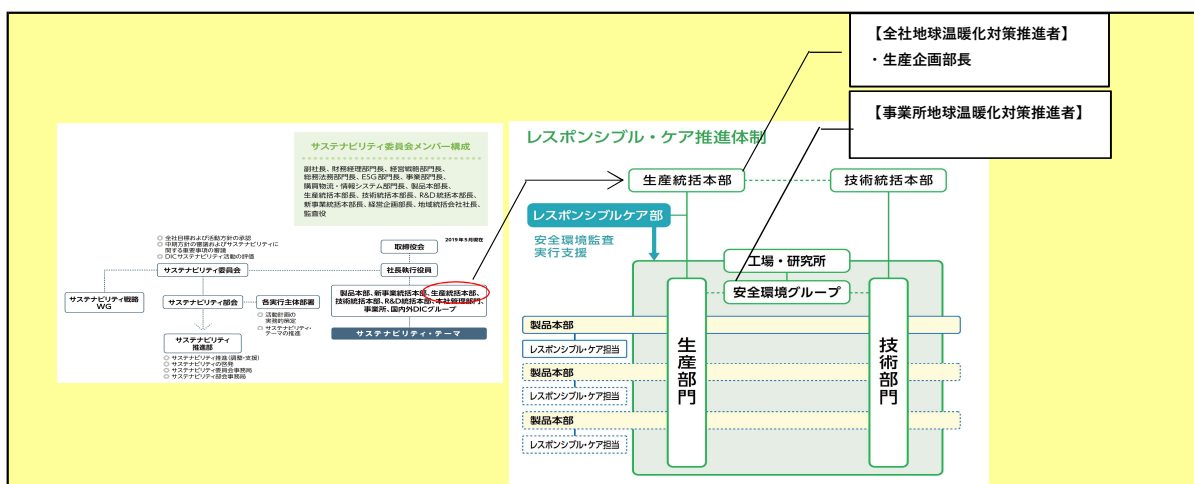 【全社地球温暖化対策推進者】
・生産企画部長
【事業所地球温暖化対策推進者】
サステナビリティ委員会メンバー構成
副社長、財務経理部門長、経営戦略部門長、
総務法務部門長、ESG部門長、事業部門長、
購買物流・情報システム部門長、製品本部長、
生産統括本部長、技術統括本部長、R&D統括本部長、
新事業統括本部長、経営企画部長、地域統括会社社長、
監査役
2019年5月現在
取締役会
◎ 全社目標および活動方針の承認
◎ 中期方針の審議およびサステナビリティに
関する重要事項の審議
◎ DICサステナビリティ活動の評価
サステナビリティ委員会
社長執行役員
サステナビリティ戦略
WG
サステナビリティ部会
各実行主体部署
◎ 活動計画の
実務的検定
◎ サステナビリティ・
テーマの推進
製品本部、新事業統括本部、生産統括本部、
技術統括本部、R&D統括本部、本社管理部門、
事業所、国内外DICグループ
サステナビリティ・テーマ
サステナビリティ
推進部
◎ サステナビリティ推進（調整・支援）
◎ サステナビリティの啓発
◎ サステナビリティ委員会事務局
◎ サステナビリティ部会事務局
レスポンシブル・ケア推進体制
生産統括本部
技術統括本部
レスポンシブルケア部
安全環境監査
実行支援
工場・研究所
安全環境グループ
製品本部
レスポンシブル・ケア担当
製品本部
レスポンシブル・ケア担当
製品本部
レスポンシブル・ケア担当
生産部門
技術部門